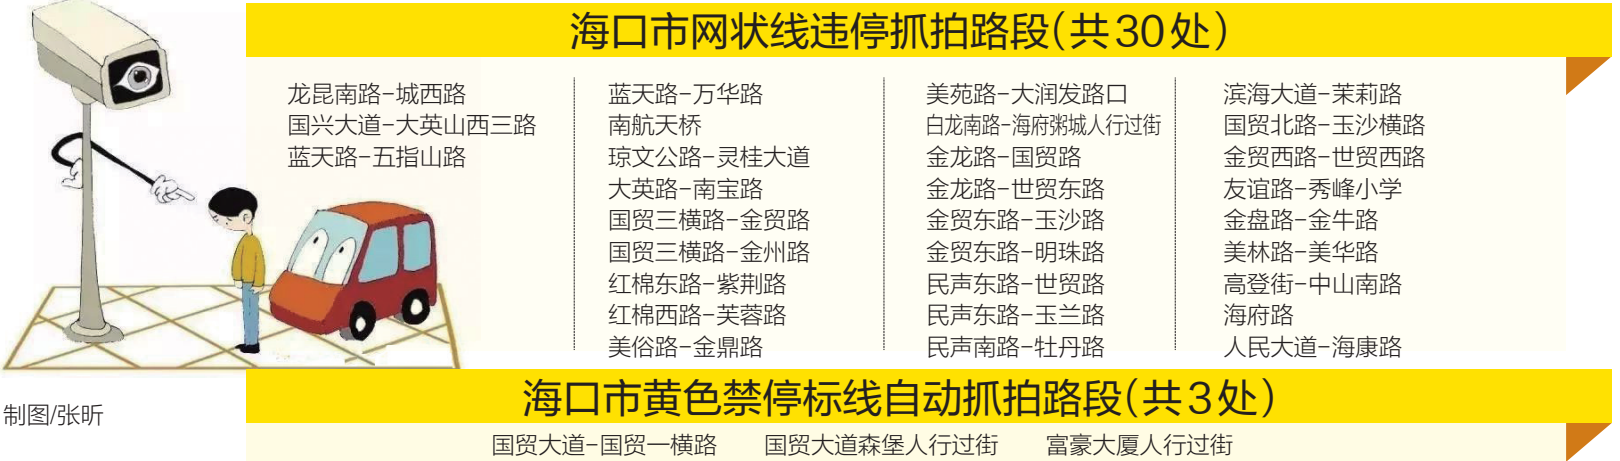 海口市网状线违停抓拍路段(共30处)
龙昆南路-城西路
国兴大道-大英山西三路
蓝天路-五指山路
蓝天路-万华路
南航天桥
琼文公路-灵桂大道
大英路-南宝路
国贸三横路-金贸路
国贸三横路-金州路
红棉东路-紫荆路
红棉西路-芙蓉路
美俗路-金鼎路
美苑路-大润发路口
白龙南路-海府粥城人行过街
金龙路-国贸路
金龙路-世贸东路
金贸东路-玉沙路
金贸东路-明珠路
民声东路-世贸路
民声东路-玉兰路
民声南路-牡丹路
滨海大道-茉莉路
国贸北路-玉沙横路
金贸西路-世贸西路
友谊路-秀峰小学
金盘路-金牛路
美林路-美华路
高登街-中山南路
海府路
人民大道-海康路
海口市黄色禁停标线自动抓拍路段(共3处)
国贸大道-国贸一横路 国贸大道森堡人行过街 富豪大厦人行过街
制图/张昕